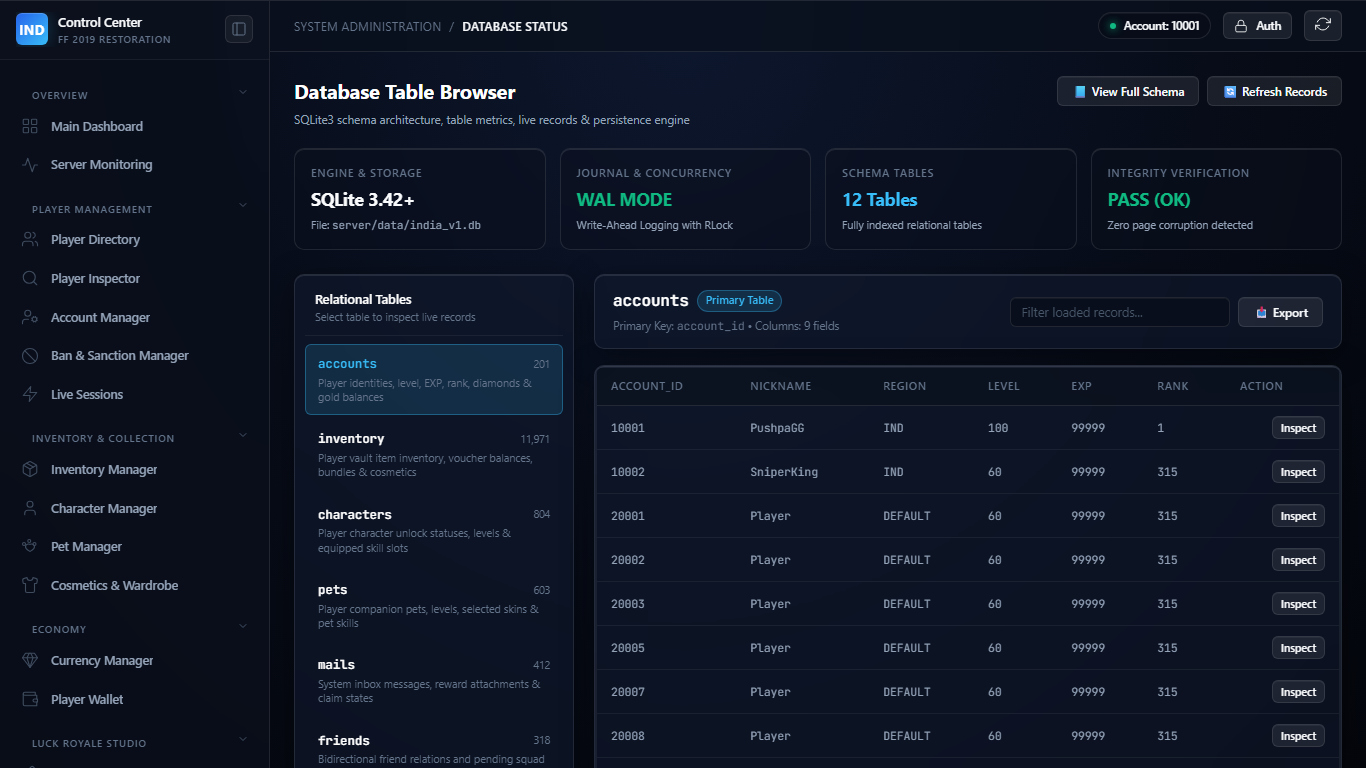 IND
Control Center
FF 2019 RESTORATION
SYSTEM ADMINISTRATION / DATABASE STATUS
Account: 10001
Auth
OVERVIEW
Main Dashboard
Server Monitoring
PLAYER MANAGEMENT
Player Directory
Player Inspector
Account Manager
Ban & Sanction Manager
Live Sessions
INVENTORY & COLLECTION
Inventory Manager
Character Manager
Pet Manager
Cosmetics & Wardrobe
ECONOMY
Currency Manager
Player Wallet
LUCK ROYALE STUDIO
Database Table Browser
SQLite3 schema architecture, table metrics, live records & persistence engine
View Full Schema
Refresh Records
ENGINE & STORAGE
SQLite 3.42+
File: server/data/india_v1.db
JOURNAL & CONCURRENCY
WAL MODE
Write-Ahead Logging with RLock
SCHEMA TABLES
12 Tables
Fully indexed relational tables
INTEGRITY VERIFICATION
PASS (OK)
Zero page corruption detected
Relational Tables
Select table to inspect live records
accounts 201
Player identities, level, EXP, rank, diamonds &
gold balances
inventory 11,971
Player vault item inventory, voucher balances,
bundles & cosmetics
characters 804
Player character unlock statuses, levels &
equipped skill slots
pets 603
Player companion pets, levels, selected skins &
pet skills
mails 412
System inbox messages, reward attachments &
claim states
friends 318
Bidirectional friend relations and pending squad
accounts Primary Table
Primary Key: account_id • Columns: 9 fields
Filter loaded records...
Export
ACCOUNT_ID NICKNAME REGION LEVEL EXP RANK ACTION
10001 PushpaGG IND 100 99999 1 Inspect
10002 SniperKing IND 60 99999 315 Inspect
20001 Player DEFAULT 60 99999 315 Inspect
20002 Player DEFAULT 60 99999 315 Inspect
20003 Player DEFAULT 60 99999 315 Inspect
20005 Player DEFAULT 60 99999 315 Inspect
20007 Player DEFAULT 60 99999 315 Inspect
20008 Player DEFAULT 60 99999 315 Inspect